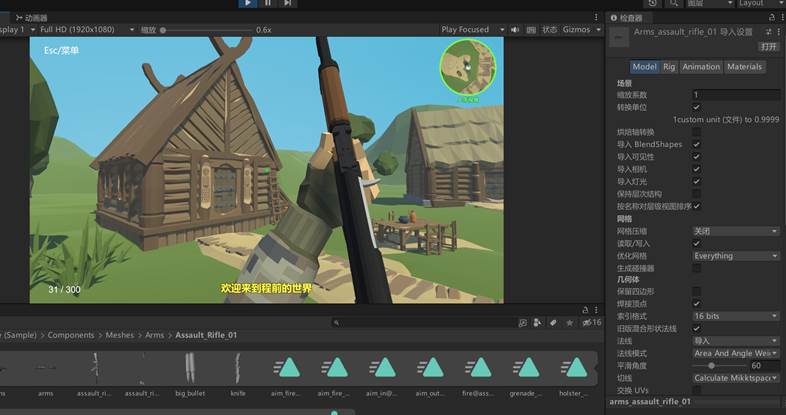 图层
Layout
动画器
检查器
splay 1
Full HD (1920x1080)
缩放
0.6x
Play Focused
状态
Gizmos
Arms_assault_rifle_01 导入设置
打开
Esc/菜单
Model
Rig
Animation
Materials
场景
缩放系数
1
转换单位
1custom unit (文件) to 0.9999
烘焙轴转换
导入 BlendShapes
导入可见性
导入相机
导入灯光
保持层次结构
按名称对层级视图排序
网格
网格压缩
关闭
读取/写入
优化网格
Everything
生成碰撞器
几何体
保留四边形
焊接顶点
索引格式
16 bits
旧版混合形状法线
法线
导入
法线模式
Area And Angle Wei
平滑角度
60
切线
Calculate Mikktspace
交换 UVs
arms_assault_rifle_01
31 / 300
欢迎来到程前的世界
16
e (Sample) > Components > Meshes > Arms > Assault_Rifle_01
ms
arms
assault_ri...
assault_ri...
big_bullet
knife
aim_fire...
aim_fire_...
aim_in@...
aim_out...
fire@ass...
grenade_...
holster_...